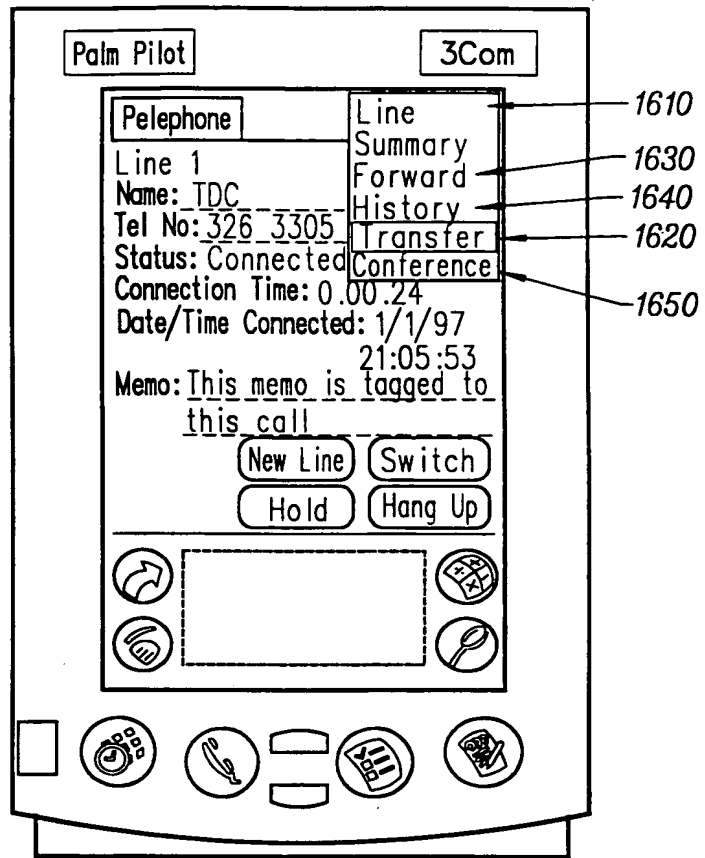 Palm Pilot 3Com
Pelephone
Line 1610
Summary
Forward 1630
History 1640
Transfer 1620
Conference 1650
Line 1
Name: TDC
Tel No: 326 3305
Status: Connected
Connection Time: 0.00.24
Date/Time Connected: 1/1/97
21:05:53
Memo: This memo is tagged to
this call
New Line Switch
Hold Hang Up